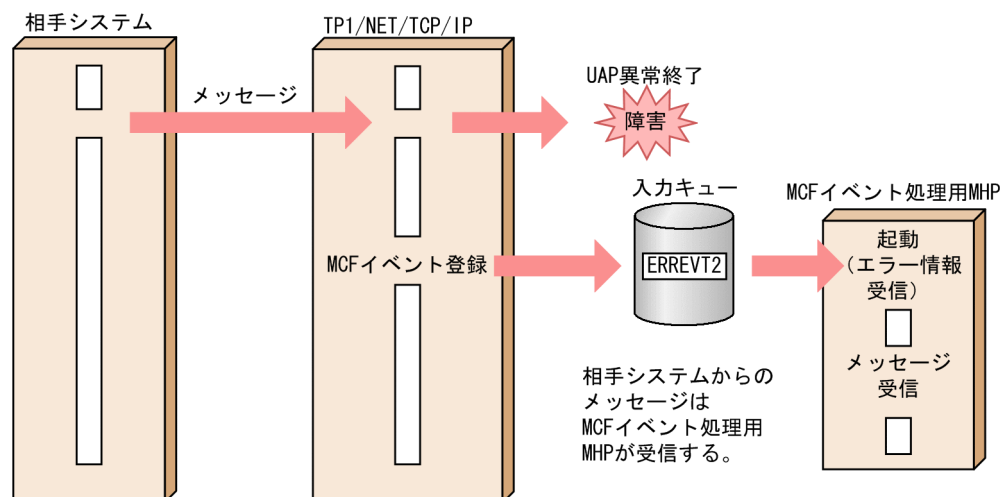 相手システム
TP1/NET/TCP/IP
メッセージ
UAP異常終了
障害
入力キュー
MCFイベント処理用MHP
MCFイベント登録
ERREVT2
起動
（エラー情報
受信）
メッセージ
受信
相手システムからの
メッセージは
MCFイベント処理用
MHPが受信する。